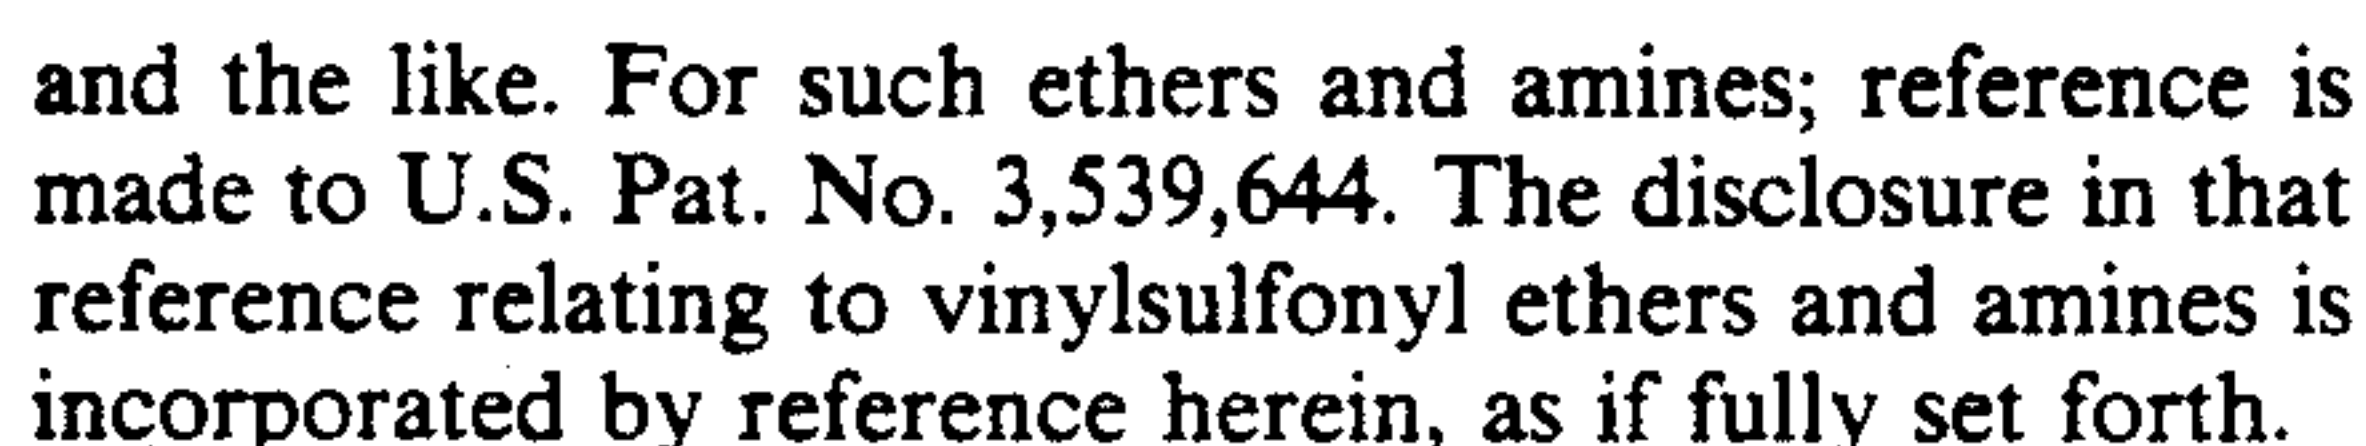 and the like. For such ethers and amines; reference is
made to U.S. Pat. No. 3,539,644. The disclosure in that
reference relating to vinylsulfonyl ethers and amines is
incorporated by reference herein, as if fully set forth.